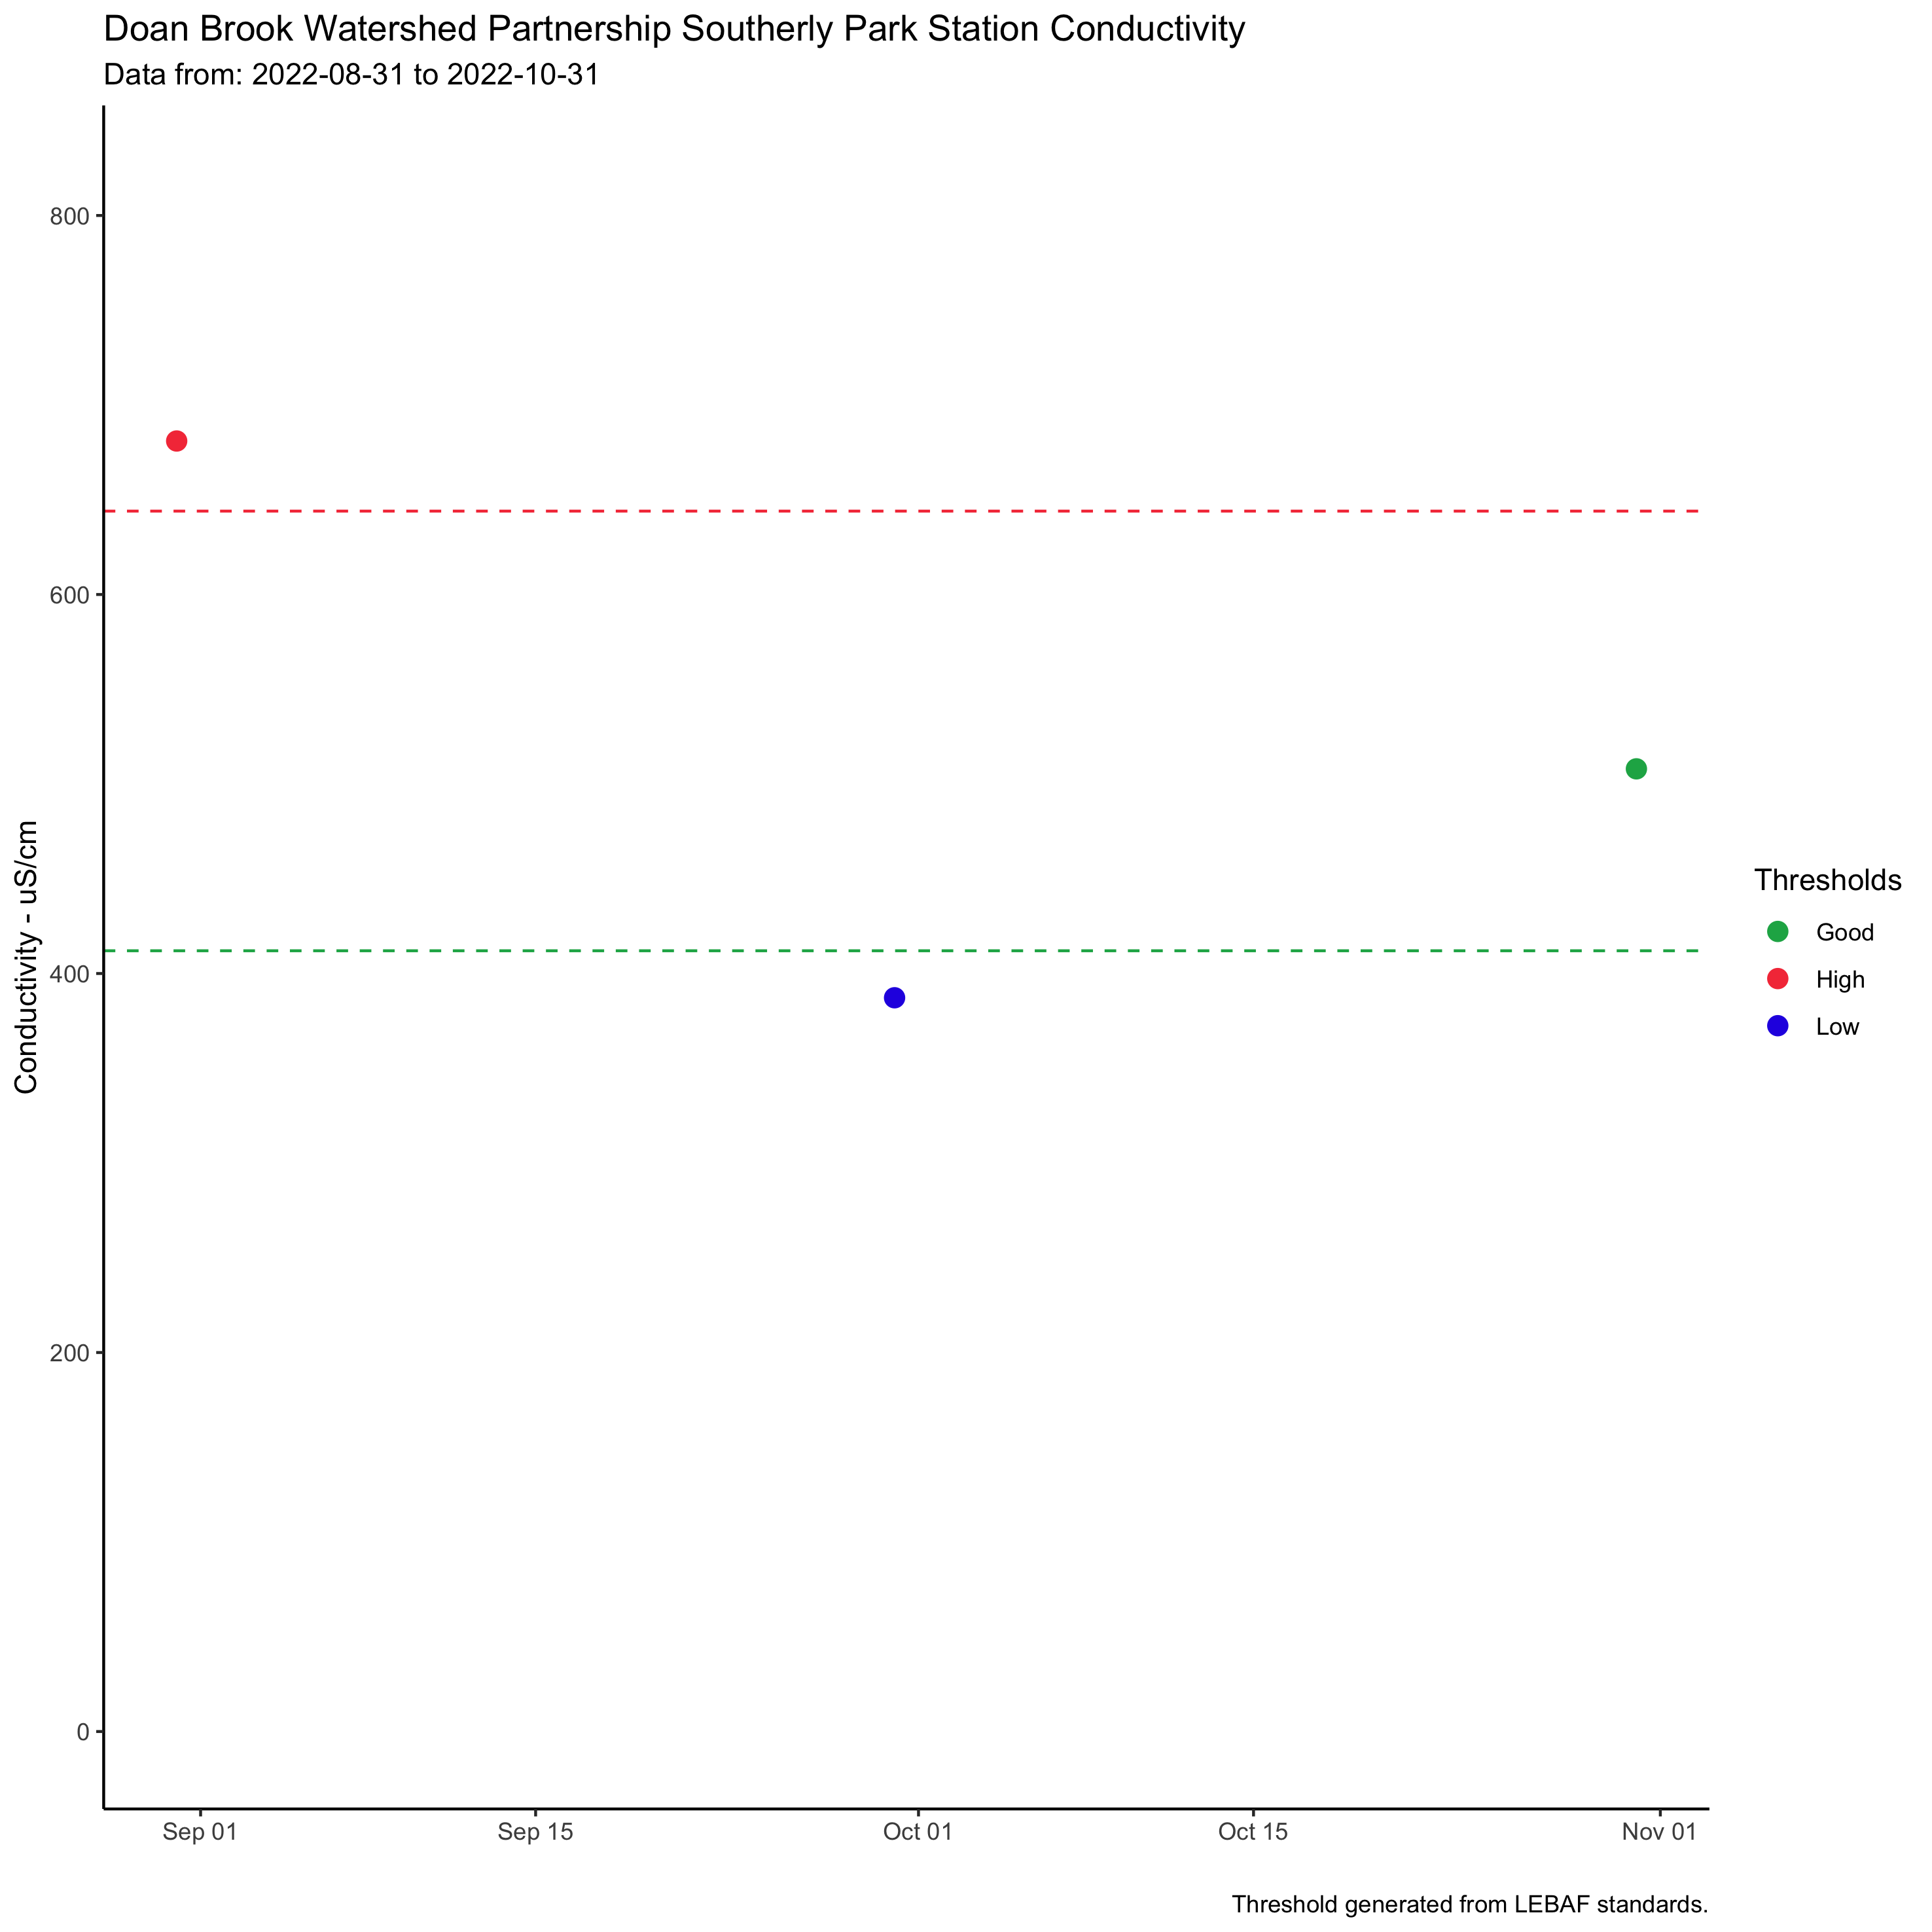 Doan Brook Watershed Partnership Southerly Park Station Conductivity
Data from: 2022-08-31 to 2022-10-31
Conductivity - uS/cm
800
600
400
200
0
Sep 01
Sep 15
Oct 01
Oct 15
Nov 01
Thresholds
Good
High
Low
Threshold generated from LEBAF standards.